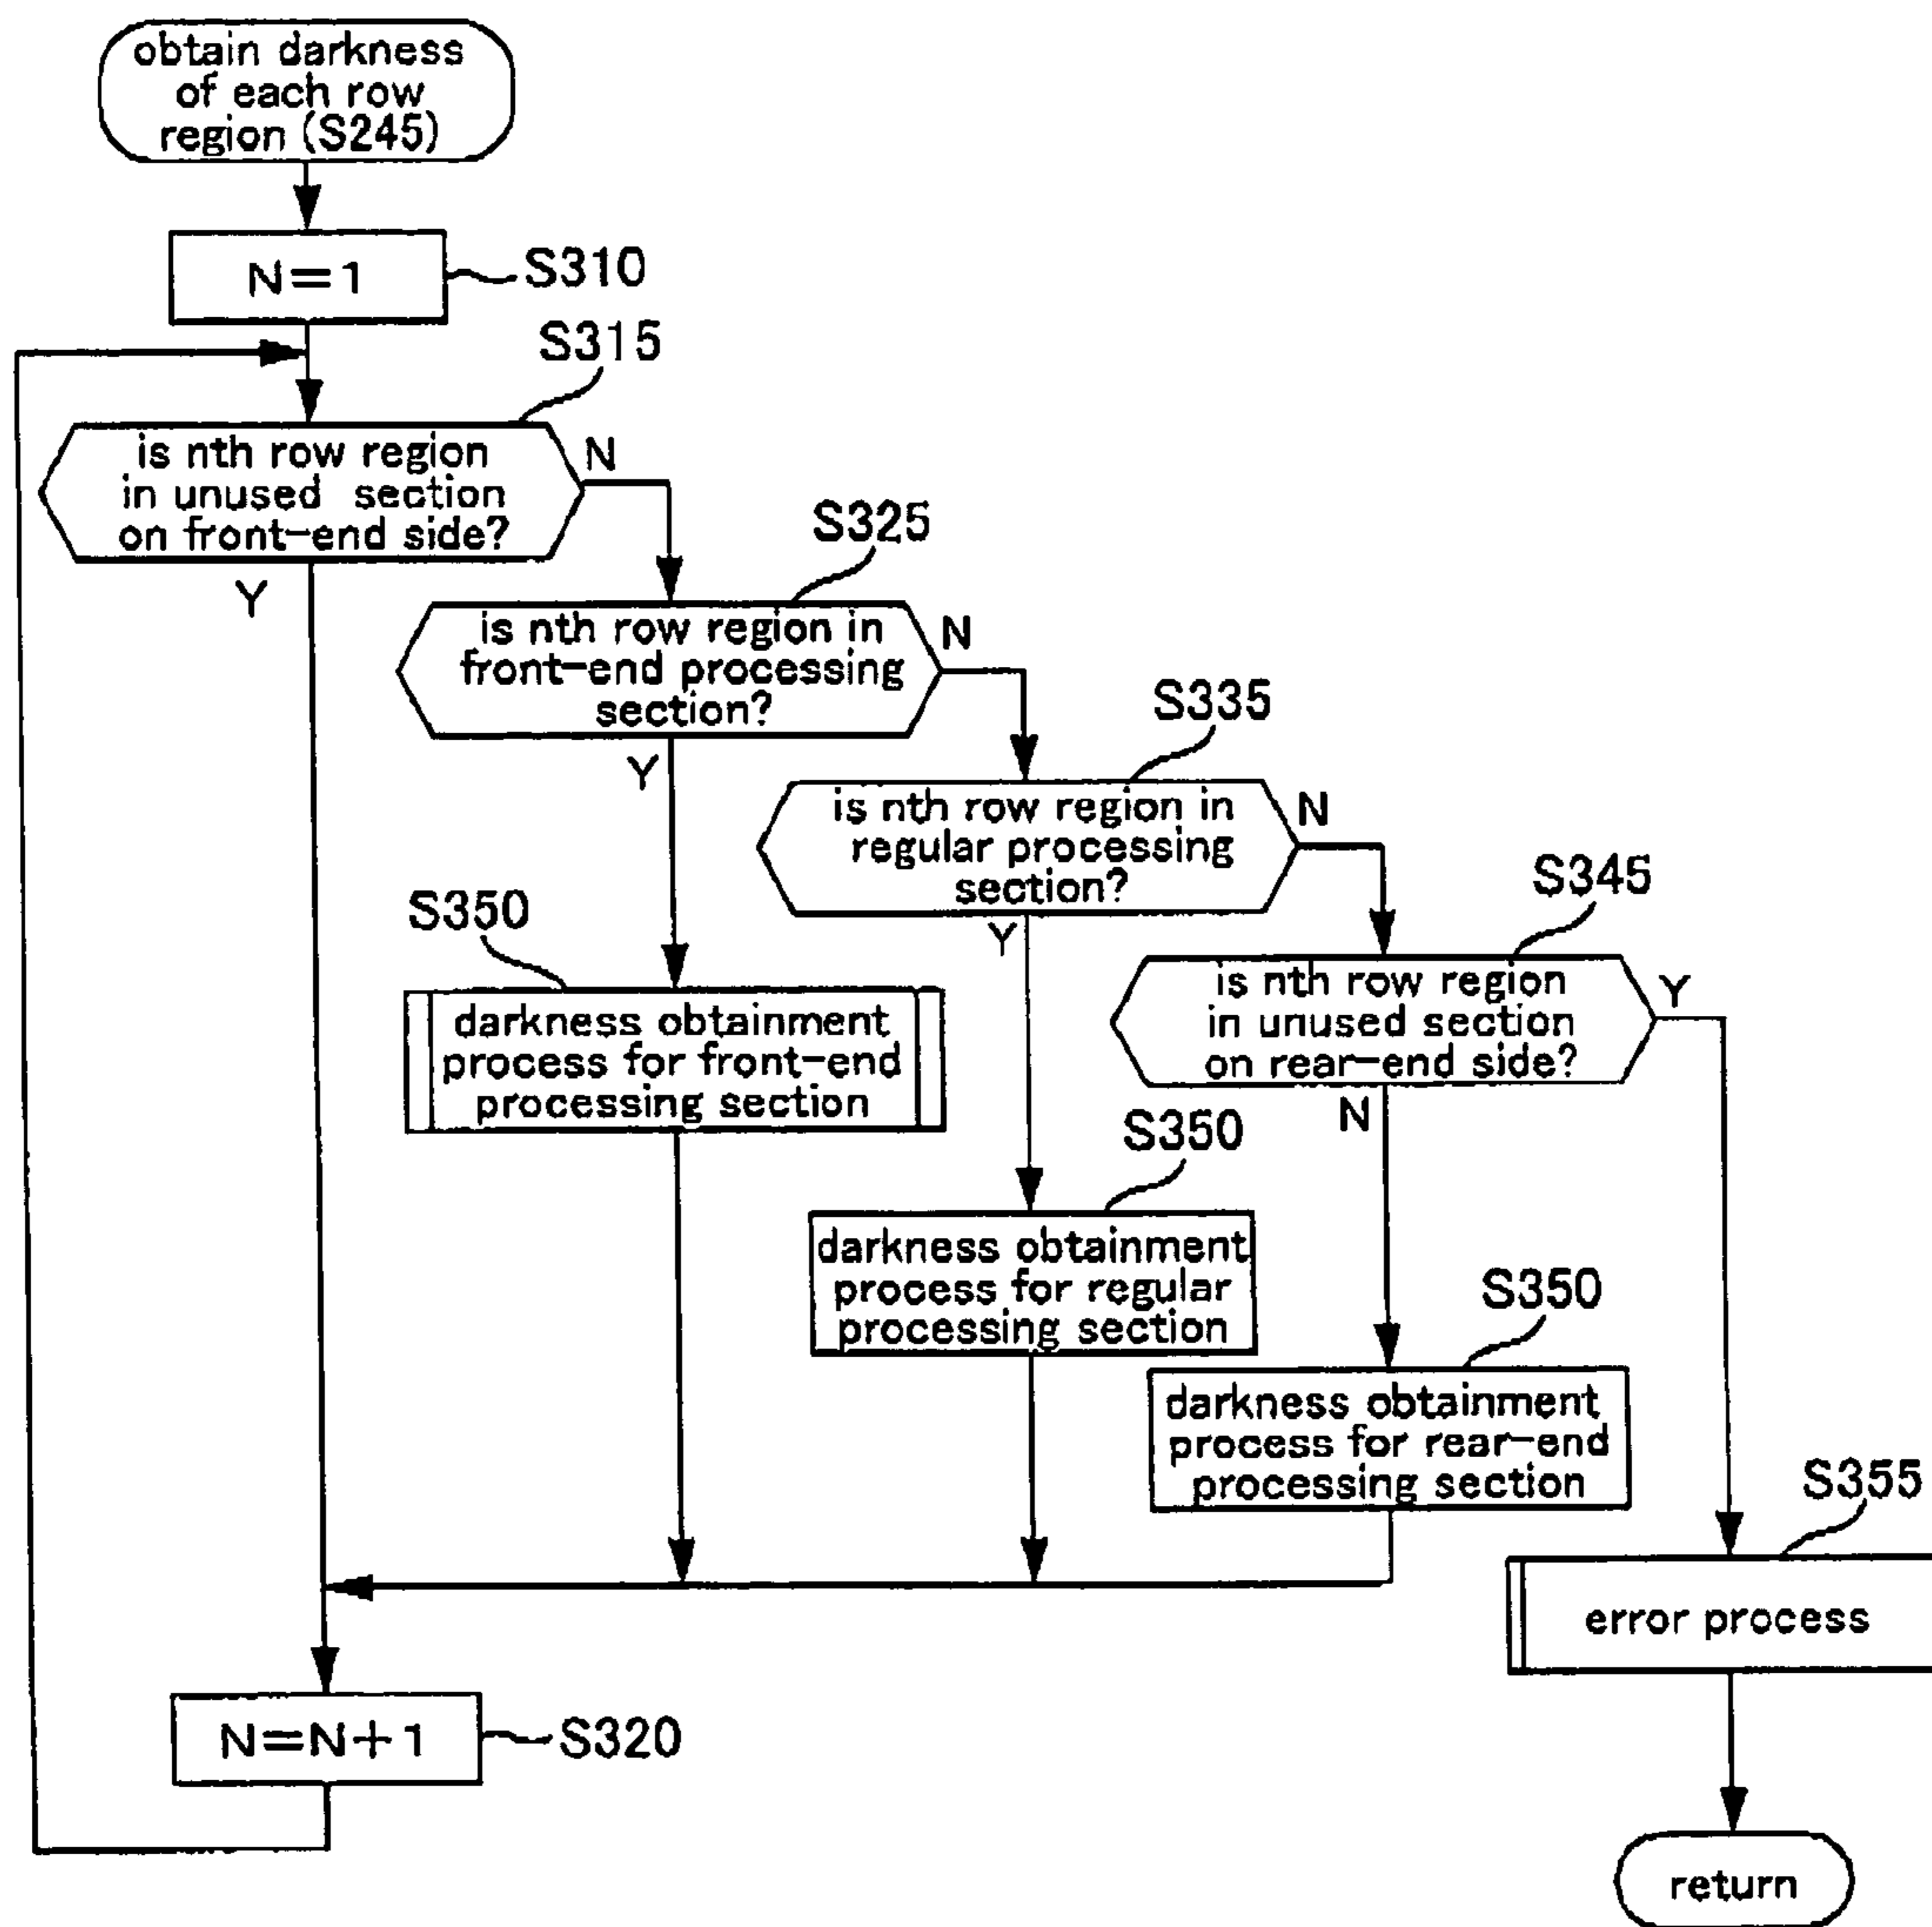 obtain darkness
of each row
region (S245)
N=1
S310
S315
is nth row region
in unused section
on front-end side?
N
Y
S325
is nth row region in
front-end processing
section?
N
Y
S335
is nth row region in
regular processing
section?
N
Y
S345
is nth row region
in unused section
on rear-end side?
Y
N
S350
darkness obtainment
process for front-end
processing section
S350
darkness obtainment
process for regular
processing section
S350
darkness obtainment
process for rear-end
processing section
S355
error process
N=N+1
S320
return